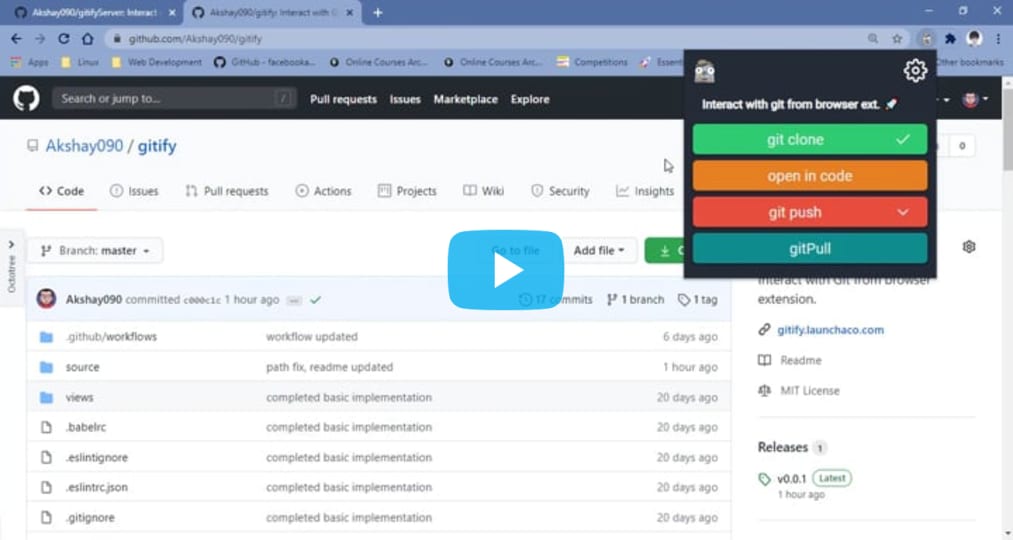 Akshay090/gitifyServer: Interact
Akshay090/gitify: Interact with G
github.com/Akshay090/gitify
Apps Linux Web Development GitHub - facebooka... Online Courses Arc... Online Courses Arc... Competitions Essent Other bookmarks
Search or jump to... / Pull requests Issues Marketplace Explore
Interact with git from browser ext.
git clone
open in code
git push
gitPull
Akshay090 / gitify
0
Code Issues Pull requests Actions Projects Wiki Security Insights
Octotree
Branch: master Go to file Add file C
Akshay090 committed c000c1c 1 hour ago 17 commits 1 branch 1 tag
.github/workflows workflow updated 6 days ago
source path fix, readme updated 1 hour ago
views completed basic implementation 20 days ago
.babelrc completed basic implementation 20 days ago
.eslintignore completed basic implementation 20 days ago
.eslintrc.json completed basic implementation 20 days ago
.gitignore completed basic implementation 20 days ago
Interact with Git from browser
extension.
gitify.launchaco.com
Readme
MIT License
Releases 1
v0.0.1 Latest
1 hour ago